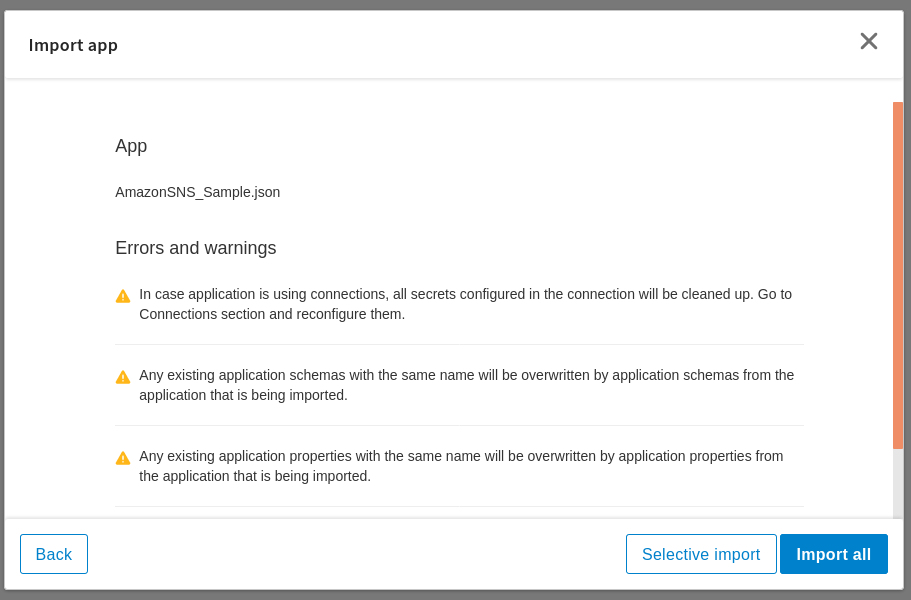 Import app
App
AmazonSNS_Sample.json
Errors and warnings
In case application is using connections, all secrets configured in the connection will be cleaned up. Go to
Connections section and reconfigure them.
Any existing application schemas with the same name will be overwritten by application schemas from the
application that is being imported.
Any existing application properties with the same name will be overwritten by application properties from
the application that is being imported.
Back
Selective import
Import all